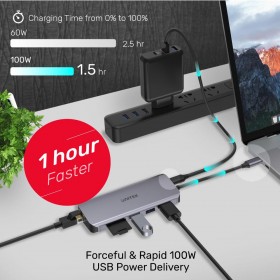 Charging Time from 0% to 100%
60W
2.5 hr
100W
1.5 hr
1 hour
Faster
UNITEK
Forceful & Rapid 100W
USB Power Delivery